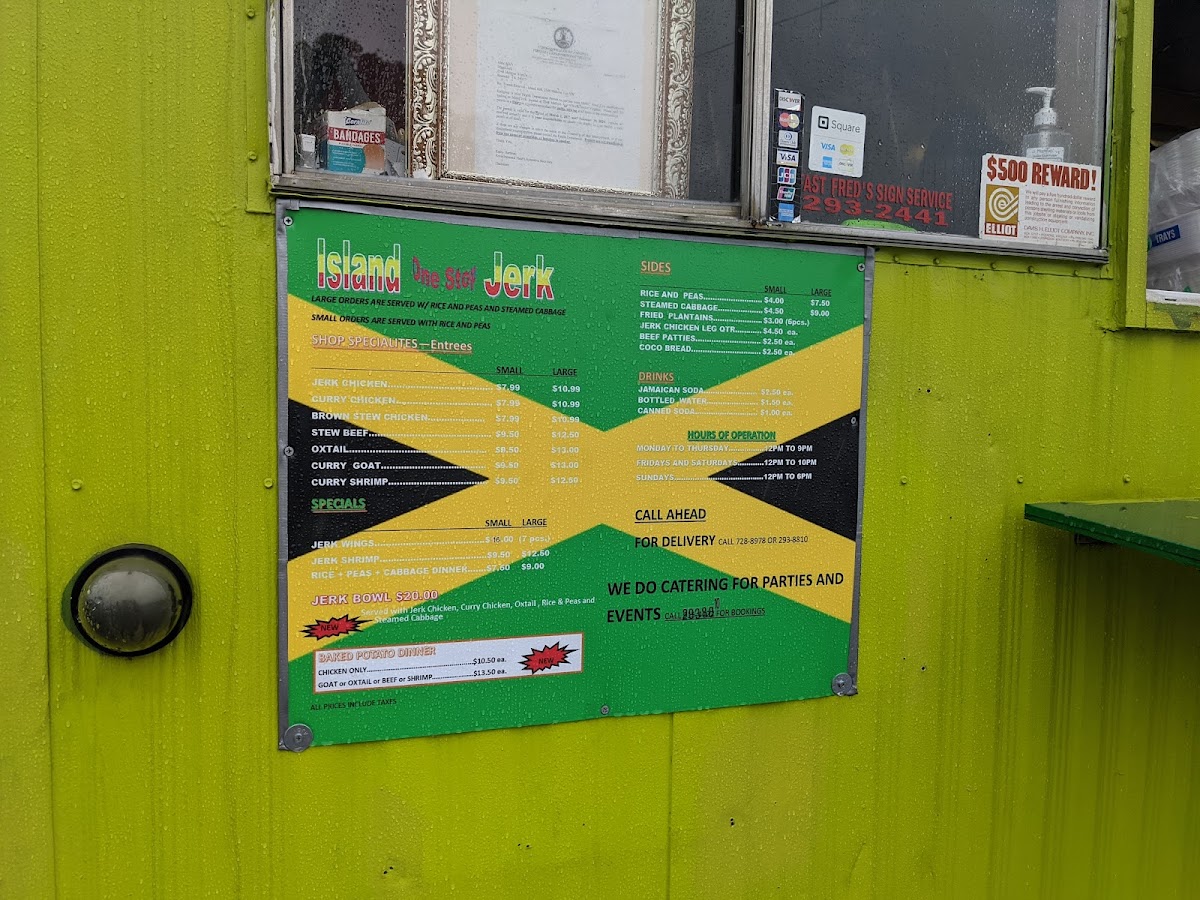 BANDAGES
DISCOVER
VISA
JCB
Square
VISA
FAST FRED'S SIGN SERVICE
293-2441
$500 REWARD!
ELLIOT
TRAYS
Island One Stop Jerk
LARGE ORDERS ARE SERVED W/ RICE AND PEAS AND STEAMED CABBAGE
SMALL ORDERS ARE SERVED WITH RICE AND PEAS
SHOP SPECIALITES—Entrees
SMALL LARGE
JERK CHICKEN $7.99 $10.99
CURRY CHICKEN $7.99 $10.99
BROWN STEW CHICKEN $7.99 $10.99
STEW BEEF $9.50 $12.50
OXTAIL $13.00
CURRY GOAT $9.50 $13.00
CURRY SHRIMP $9.50 $12.50
SPECIALS
SMALL LARGE
JERK WINGS (7 pcs.)
JERK SHRIMP $9.50 $12.50
RICE + PEAS + CABBAGE DINNER $7.50 $9.00
JERK BOWL $20.00
NEW Served with Jerk Chicken, Curry Chicken, Oxtail, Rice & Peas and
Steamed Cabbage
BAKED POTATO DINNER
CHICKEN ONLY $10.50 ea.
GOAT or OXTAIL or BEEF or SHRIMP $13.50 ea.
NEW
ALL PRICES INCLUDE TAXES
SIDES
SMALL LARGE
RICE AND PEAS $4.00 $7.50
STEAMED CABBAGE $4.50 $9.00
FRIED PLANTAINS $3.00 (6pcs.)
JERK CHICKEN LEG QTR $4.50 ea.
BEEF PATTIES $2.50 ea.
COCO BREAD $2.50 ea.
DRINKS
JAMAICAN SODA ea.
BOTTLED WATER $1.50 ea.
CANNED SODA $1.00 ea.
HOURS OF OPERATION
MONDAY TO THURSDAY 12PM TO 9PM
FRIDAYS AND SATURDAYS 12PM TO 10PM
SUNDAYS 12PM TO 6PM
CALL AHEAD
FOR DELIVERY CALL 728-8978 OR 293-8810
WE DO CATERING FOR PARTIES AND
EVENTS CALL FOR BOOKINGS